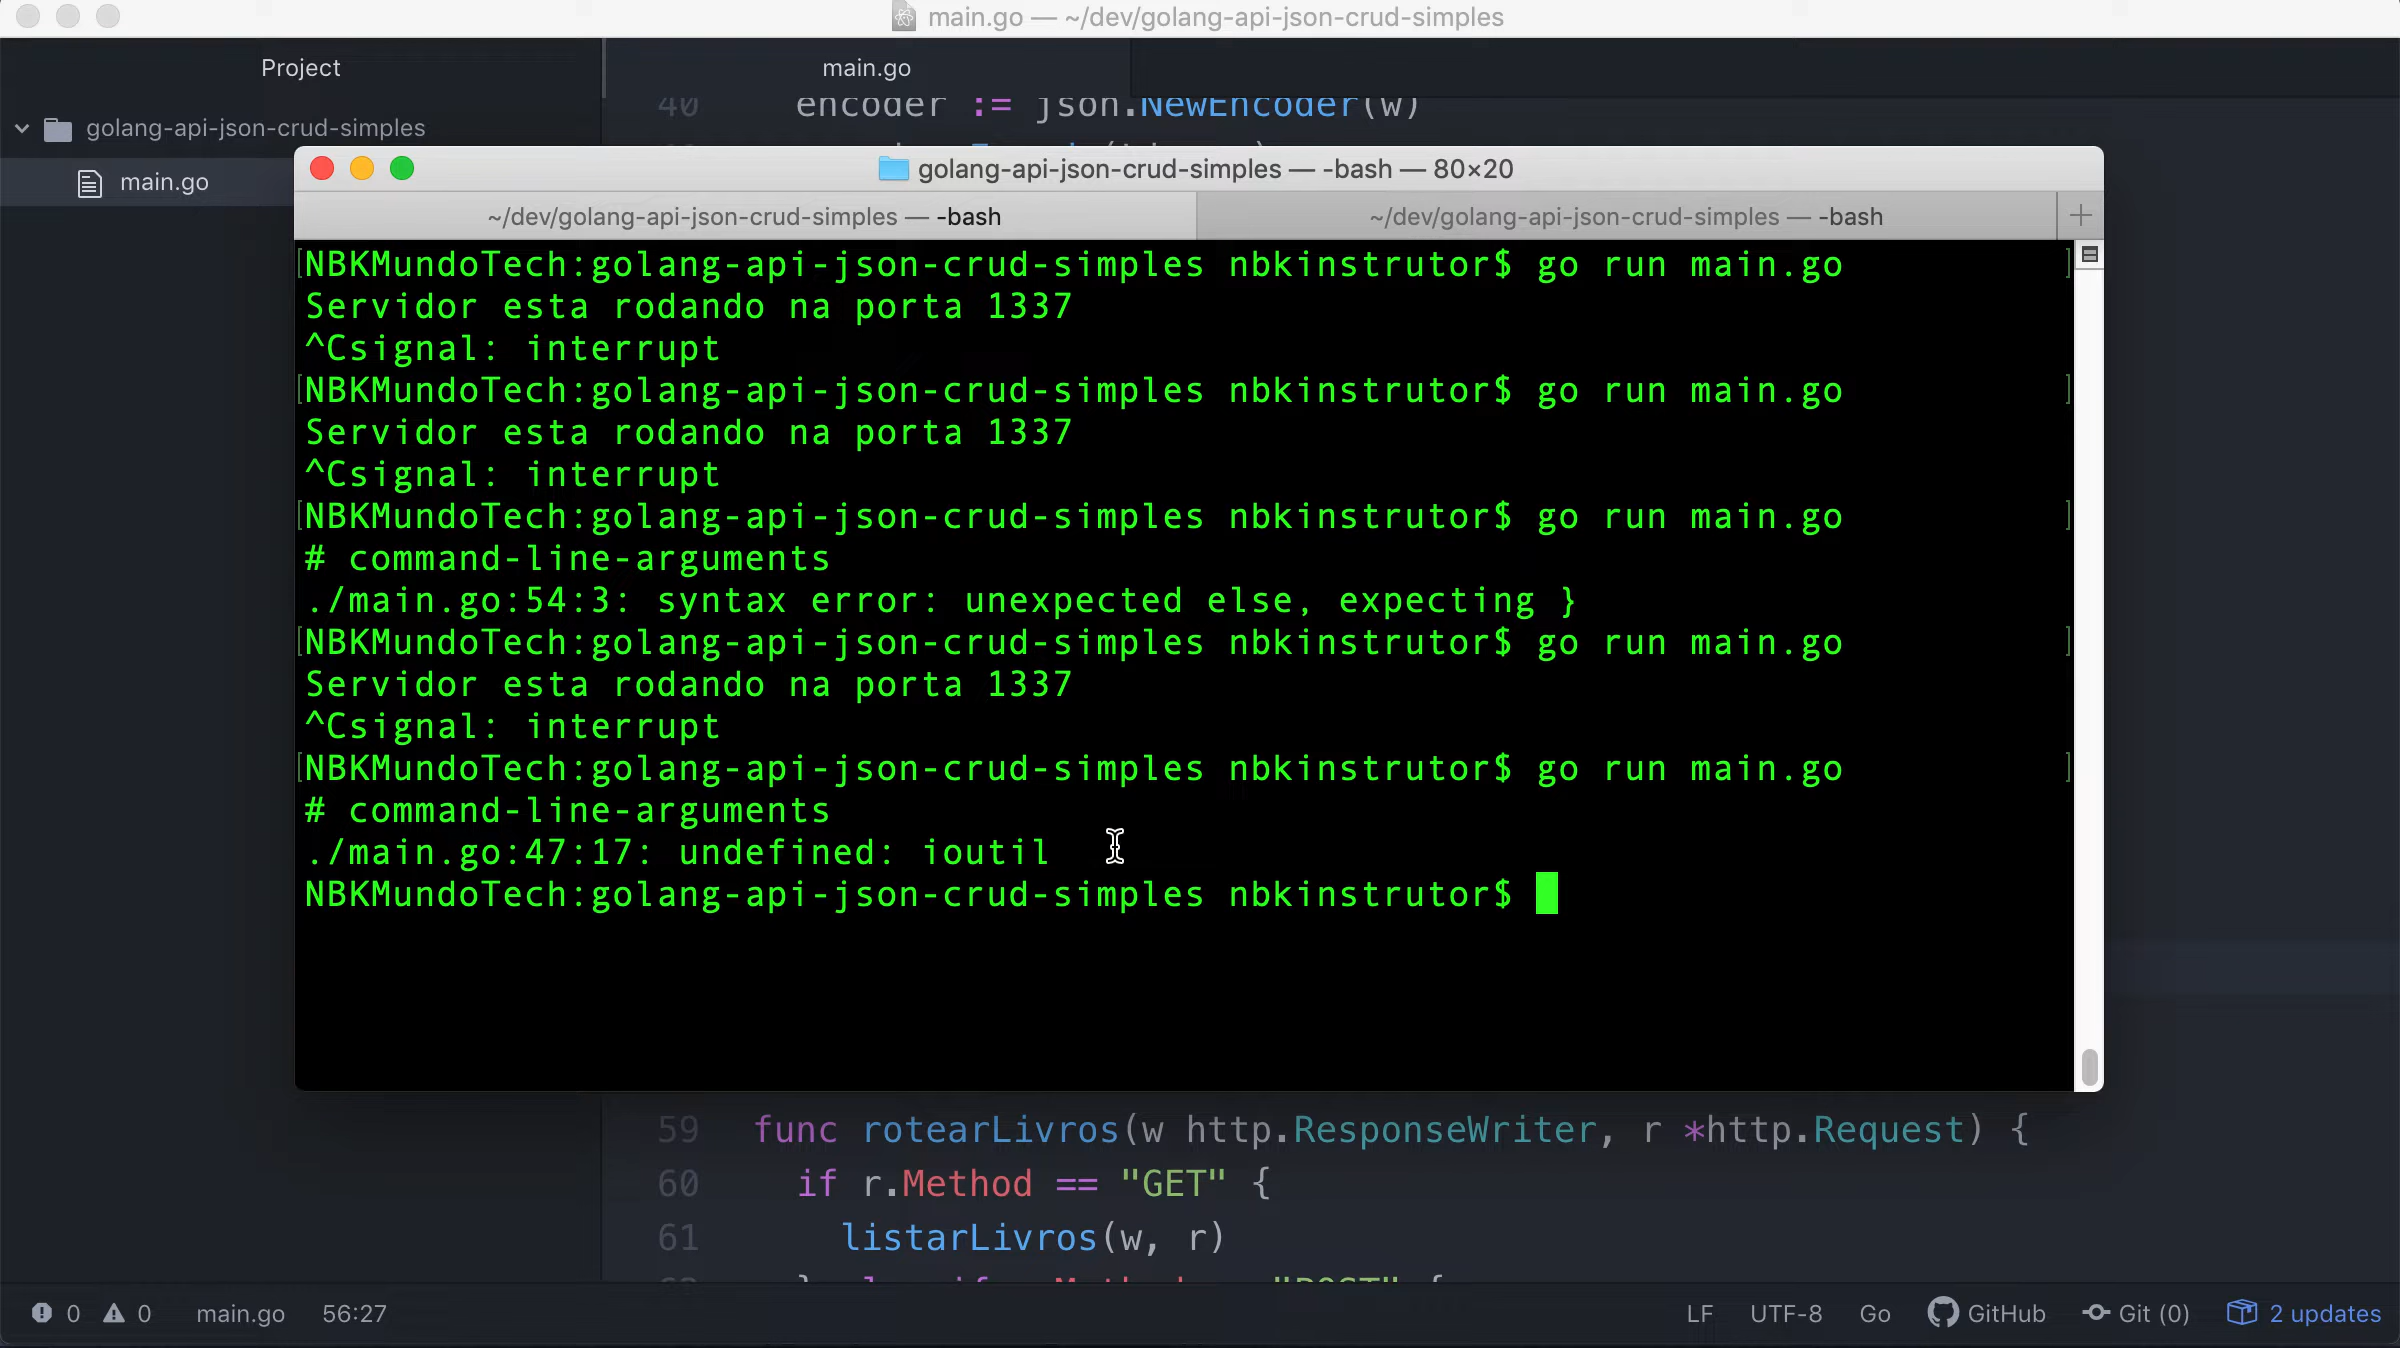 main.go — ~/dev/golang-api-json-crud-simples
Project
main.go
golang-api-json-crud-simples
main.go
40 encoder := json.NewEncoder(w)
golang-api-json-crud-simples — -bash — 80×20
~/dev/golang-api-json-crud-simples — -bash
~/dev/golang-api-json-crud-simples — -bash
[NBKMundoTech:golang-api-json-crud-simples nbkinstrutor$ go run main.go ]
Servidor esta rodando na porta 1337
^Csignal: interrupt
[NBKMundoTech:golang-api-json-crud-simples nbkinstrutor$ go run main.go ]
Servidor esta rodando na porta 1337
^Csignal: interrupt
[NBKMundoTech:golang-api-json-crud-simples nbkinstrutor$ go run main.go ]
# command-line-arguments
./main.go:54:3: syntax error: unexpected else, expecting }
[NBKMundoTech:golang-api-json-crud-simples nbkinstrutor$ go run main.go ]
Servidor esta rodando na porta 1337
^Csignal: interrupt
[NBKMundoTech:golang-api-json-crud-simples nbkinstrutor$ go run main.go ]
# command-line-arguments
./main.go:47:17: undefined: ioutil
NBKMundoTech:golang-api-json-crud-simples nbkinstrutor$
59 func rotearLivros(w http.ResponseWriter, r *http.Request) {
60 if r.Method == "GET" {
61 listarLivros(w, r)
0 0 main.go 56:27
LF UTF-8 Go GitHub Git (0) 2 updates